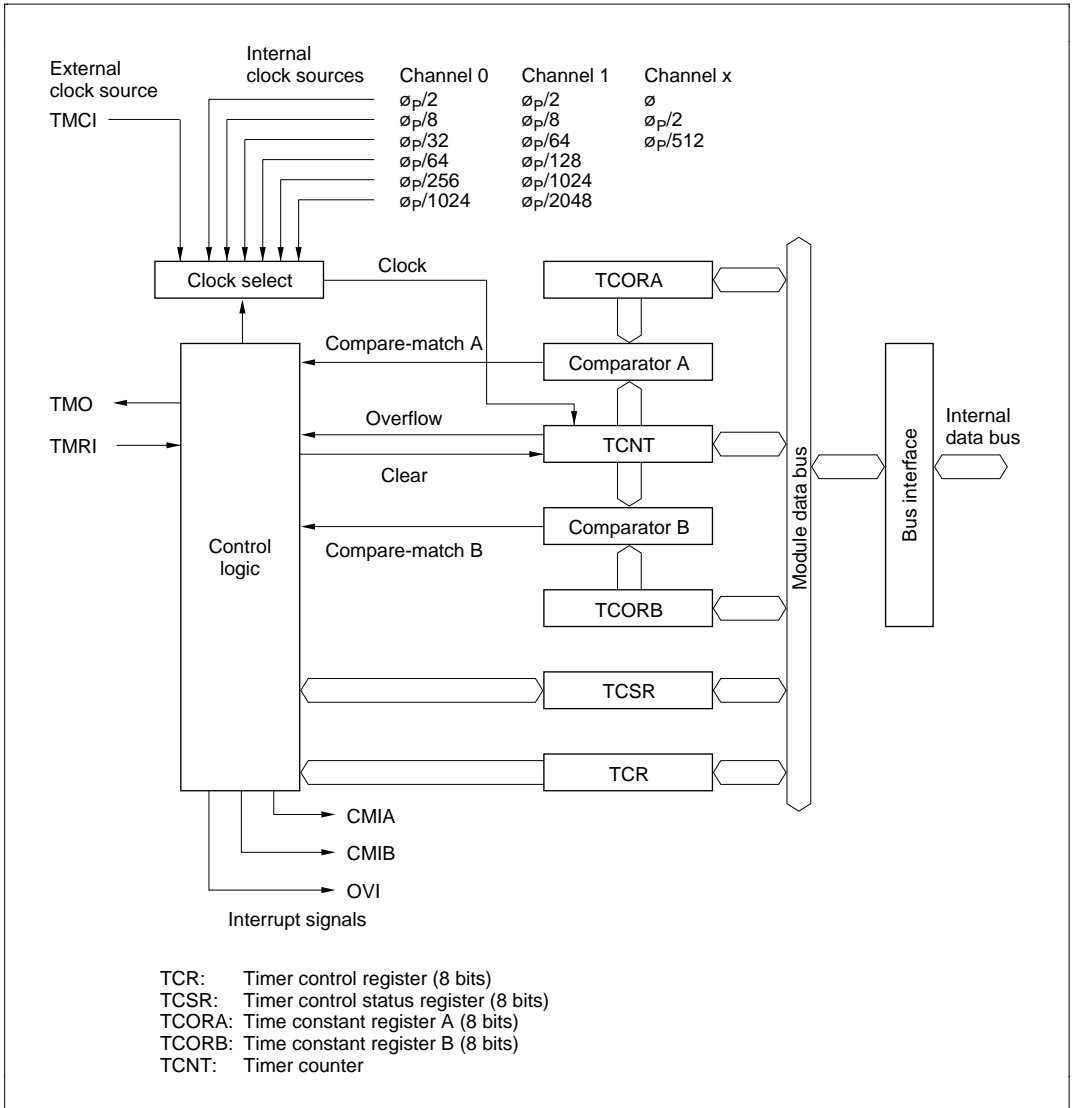 External
clock source
TMCI
Internal
clock sources
Channel 0
Channel 1
Channel x
øP/2
øP/2
ø
øP/8
øP/8
øP/2
øP/32
øP/64
øP/512
øP/64
øP/128
øP/256
øP/1024
øP/1024
øP/2048
Clock select
Clock
TCORA
Compare-match A
Comparator A
TMO
TMRI
Overflow
TCNT
Clear
Internal
data bus
Control
logic
Compare-match B
Comparator B
TCORB
Module data bus
Bus interface
TCSR
TCR
CMIA
CMIB
OVI
Interrupt signals
TCR: Timer control register (8 bits)
TCSR: Timer control status register (8 bits)
TCORA: Time constant register A (8 bits)
TCORB: Time constant register B (8 bits)
TCNT: Timer counter